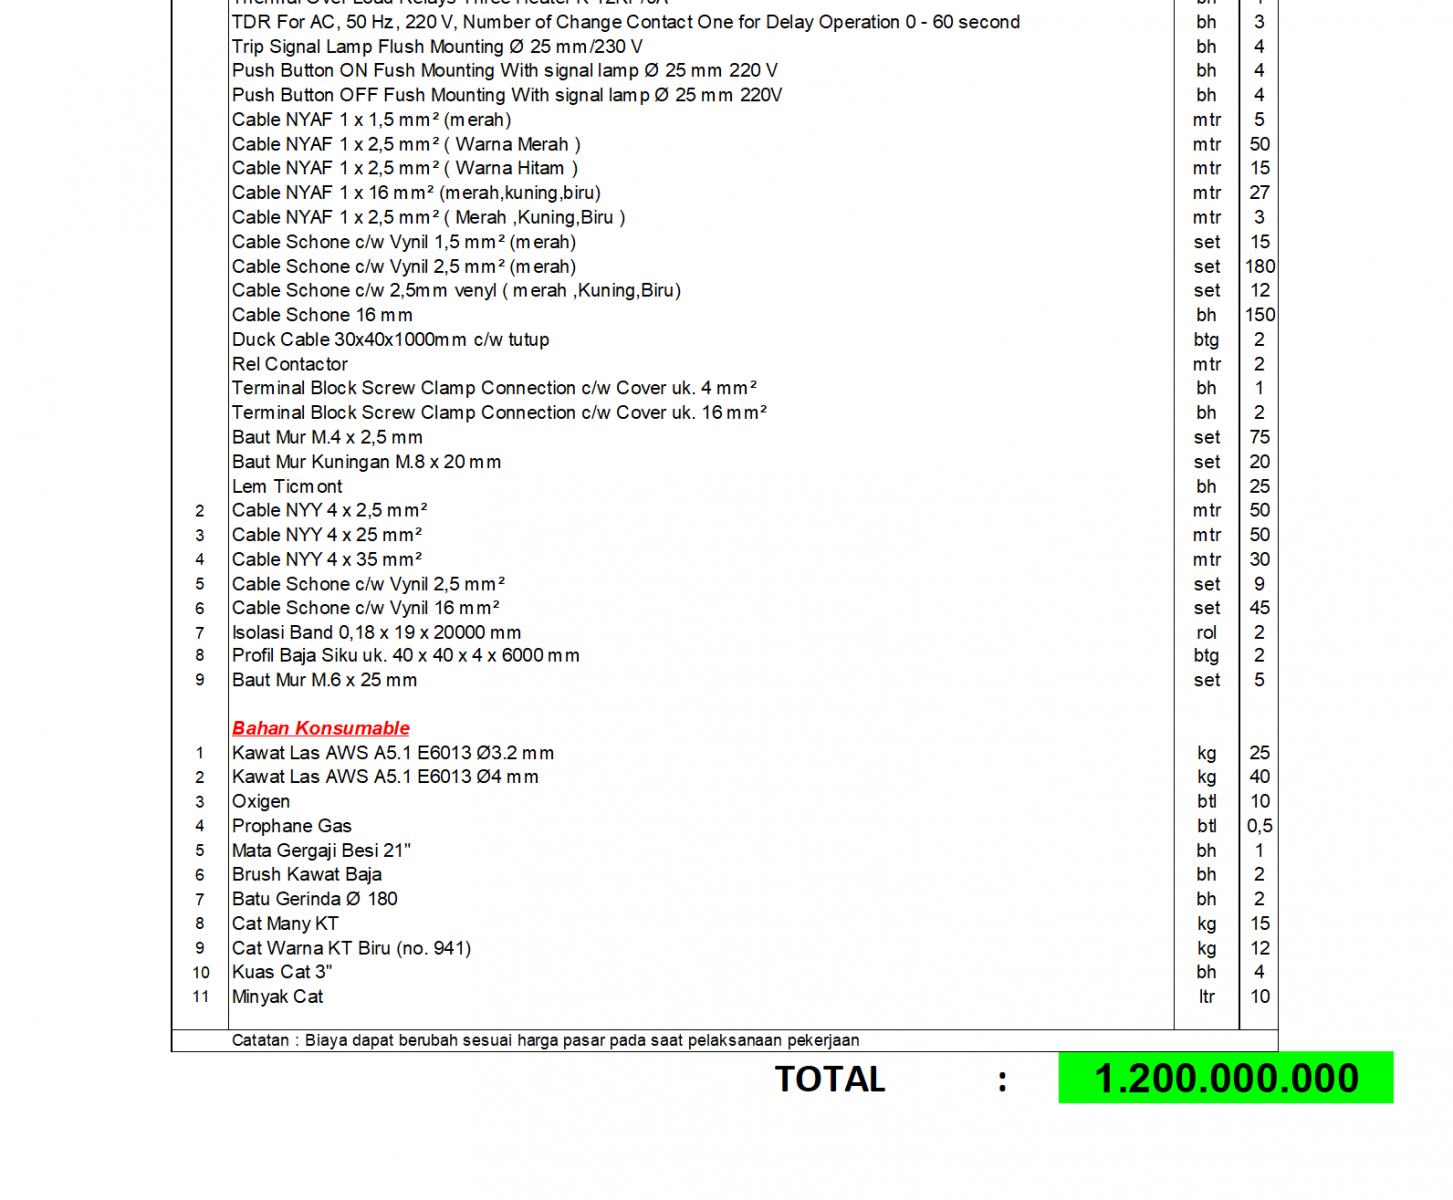 TDR For AC, 50 Hz, 220 V, Number of Change Contact One for Delay Operation 0 - 60 second bh 3
Trip Signal Lamp Flush Mounting Ø 25 mm/230 V bh 4
Push Button ON Fush Mounting With signal lamp Ø 25 mm 220 V bh 4
Push Button OFF Fush Mounting With signal lamp Ø 25 mm 220V bh 4
Cable NYAF 1 x 1,5 mm² (merah) mtr 5
Cable NYAF 1 x 2,5 mm² ( Warna Merah ) mtr 50
Cable NYAF 1 x 2,5 mm² ( Warna Hitam ) mtr 15
Cable NYAF 1 x 16 mm² (merah,kuning,biru) mtr 27
Cable NYAF 1 x 2,5 mm² ( Merah ,Kuning,Biru ) mtr 3
Cable Schone c/w Vynil 1,5 mm² (merah) set 15
Cable Schone c/w Vynil 2,5 mm² (merah) set 180
Cable Schone c/w 2,5mm venyl ( merah ,Kuning,Biru) set 12
Cable Schone 16 mm bh 150
Duck Cable 30x40x1000mm c/w tutup btg 2
Rel Contactor mtr 2
Terminal Block Screw Clamp Connection c/w Cover uk. 4 mm² bh 1
Terminal Block Screw Clamp Connection c/w Cover uk. 16 mm² bh 2
Baut Mur M.4 x 2,5 mm set 75
Baut Mur Kuningan M.8 x 20 mm set 20
Lem Ticmont bh 25
2 Cable NYY 4 x 2,5 mm² mtr 50
3 Cable NYY 4 x 25 mm² mtr 50
4 Cable NYY 4 x 35 mm² mtr 30
5 Cable Schone c/w Vynil 2,5 mm² set 9
6 Cable Schone c/w Vynil 16 mm² set 45
7 Isolasi Band 0,18 x 19 x 20000 mm rol 2
8 Profil Baja Siku uk. 40 x 40 x 4 x 6000 mm btg 2
9 Baut Mur M.6 x 25 mm set 5
Bahan Konsumable
1 Kawat Las AWS A5.1 E6013 Ø3.2 mm kg 25
2 Kawat Las AWS A5.1 E6013 Ø4 mm kg 40
3 Oxigen btl 10
4 Prophane Gas btl 0,5
5 Mata Gergaji Besi 21" bh 1
6 Brush Kawat Baja bh 2
7 Batu Gerinda Ø 180 bh 2
8 Cat Many KT kg 15
9 Cat Warna KT Biru (no. 941) kg 12
10 Kuas Cat 3" bh 4
11 Minyak Cat ltr 10
Catatan : Biaya dapat berubah sesuai harga pasar pada saat pelaksanaan pekerjaan
TOTAL : 1.200.000.000